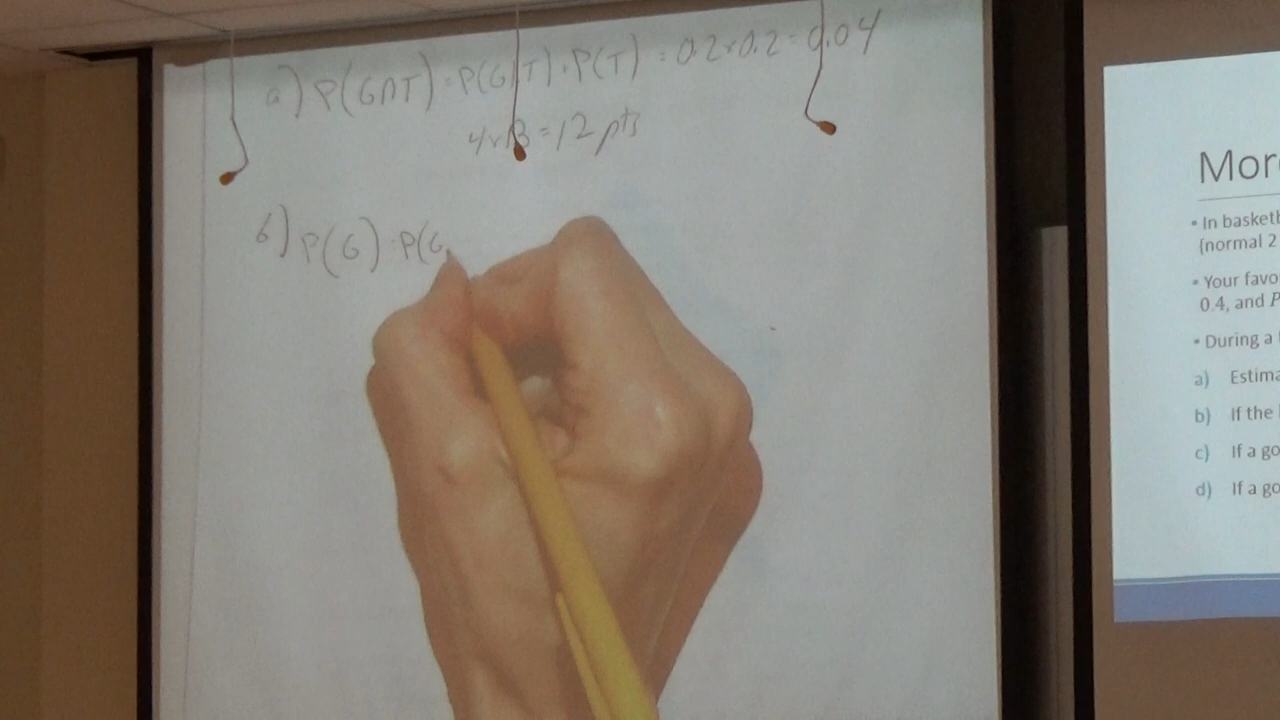 a) P(G∩T) = P(G|T) · P(T) = 0.2×0.2 = 0.04
4×3 = 12 pts
b) P(G) · P(G
More
• In basketb
(normal 2
• Your favo
0.4, and P
• During a
a) Estima
b) If the
c) If a go
d) If a go